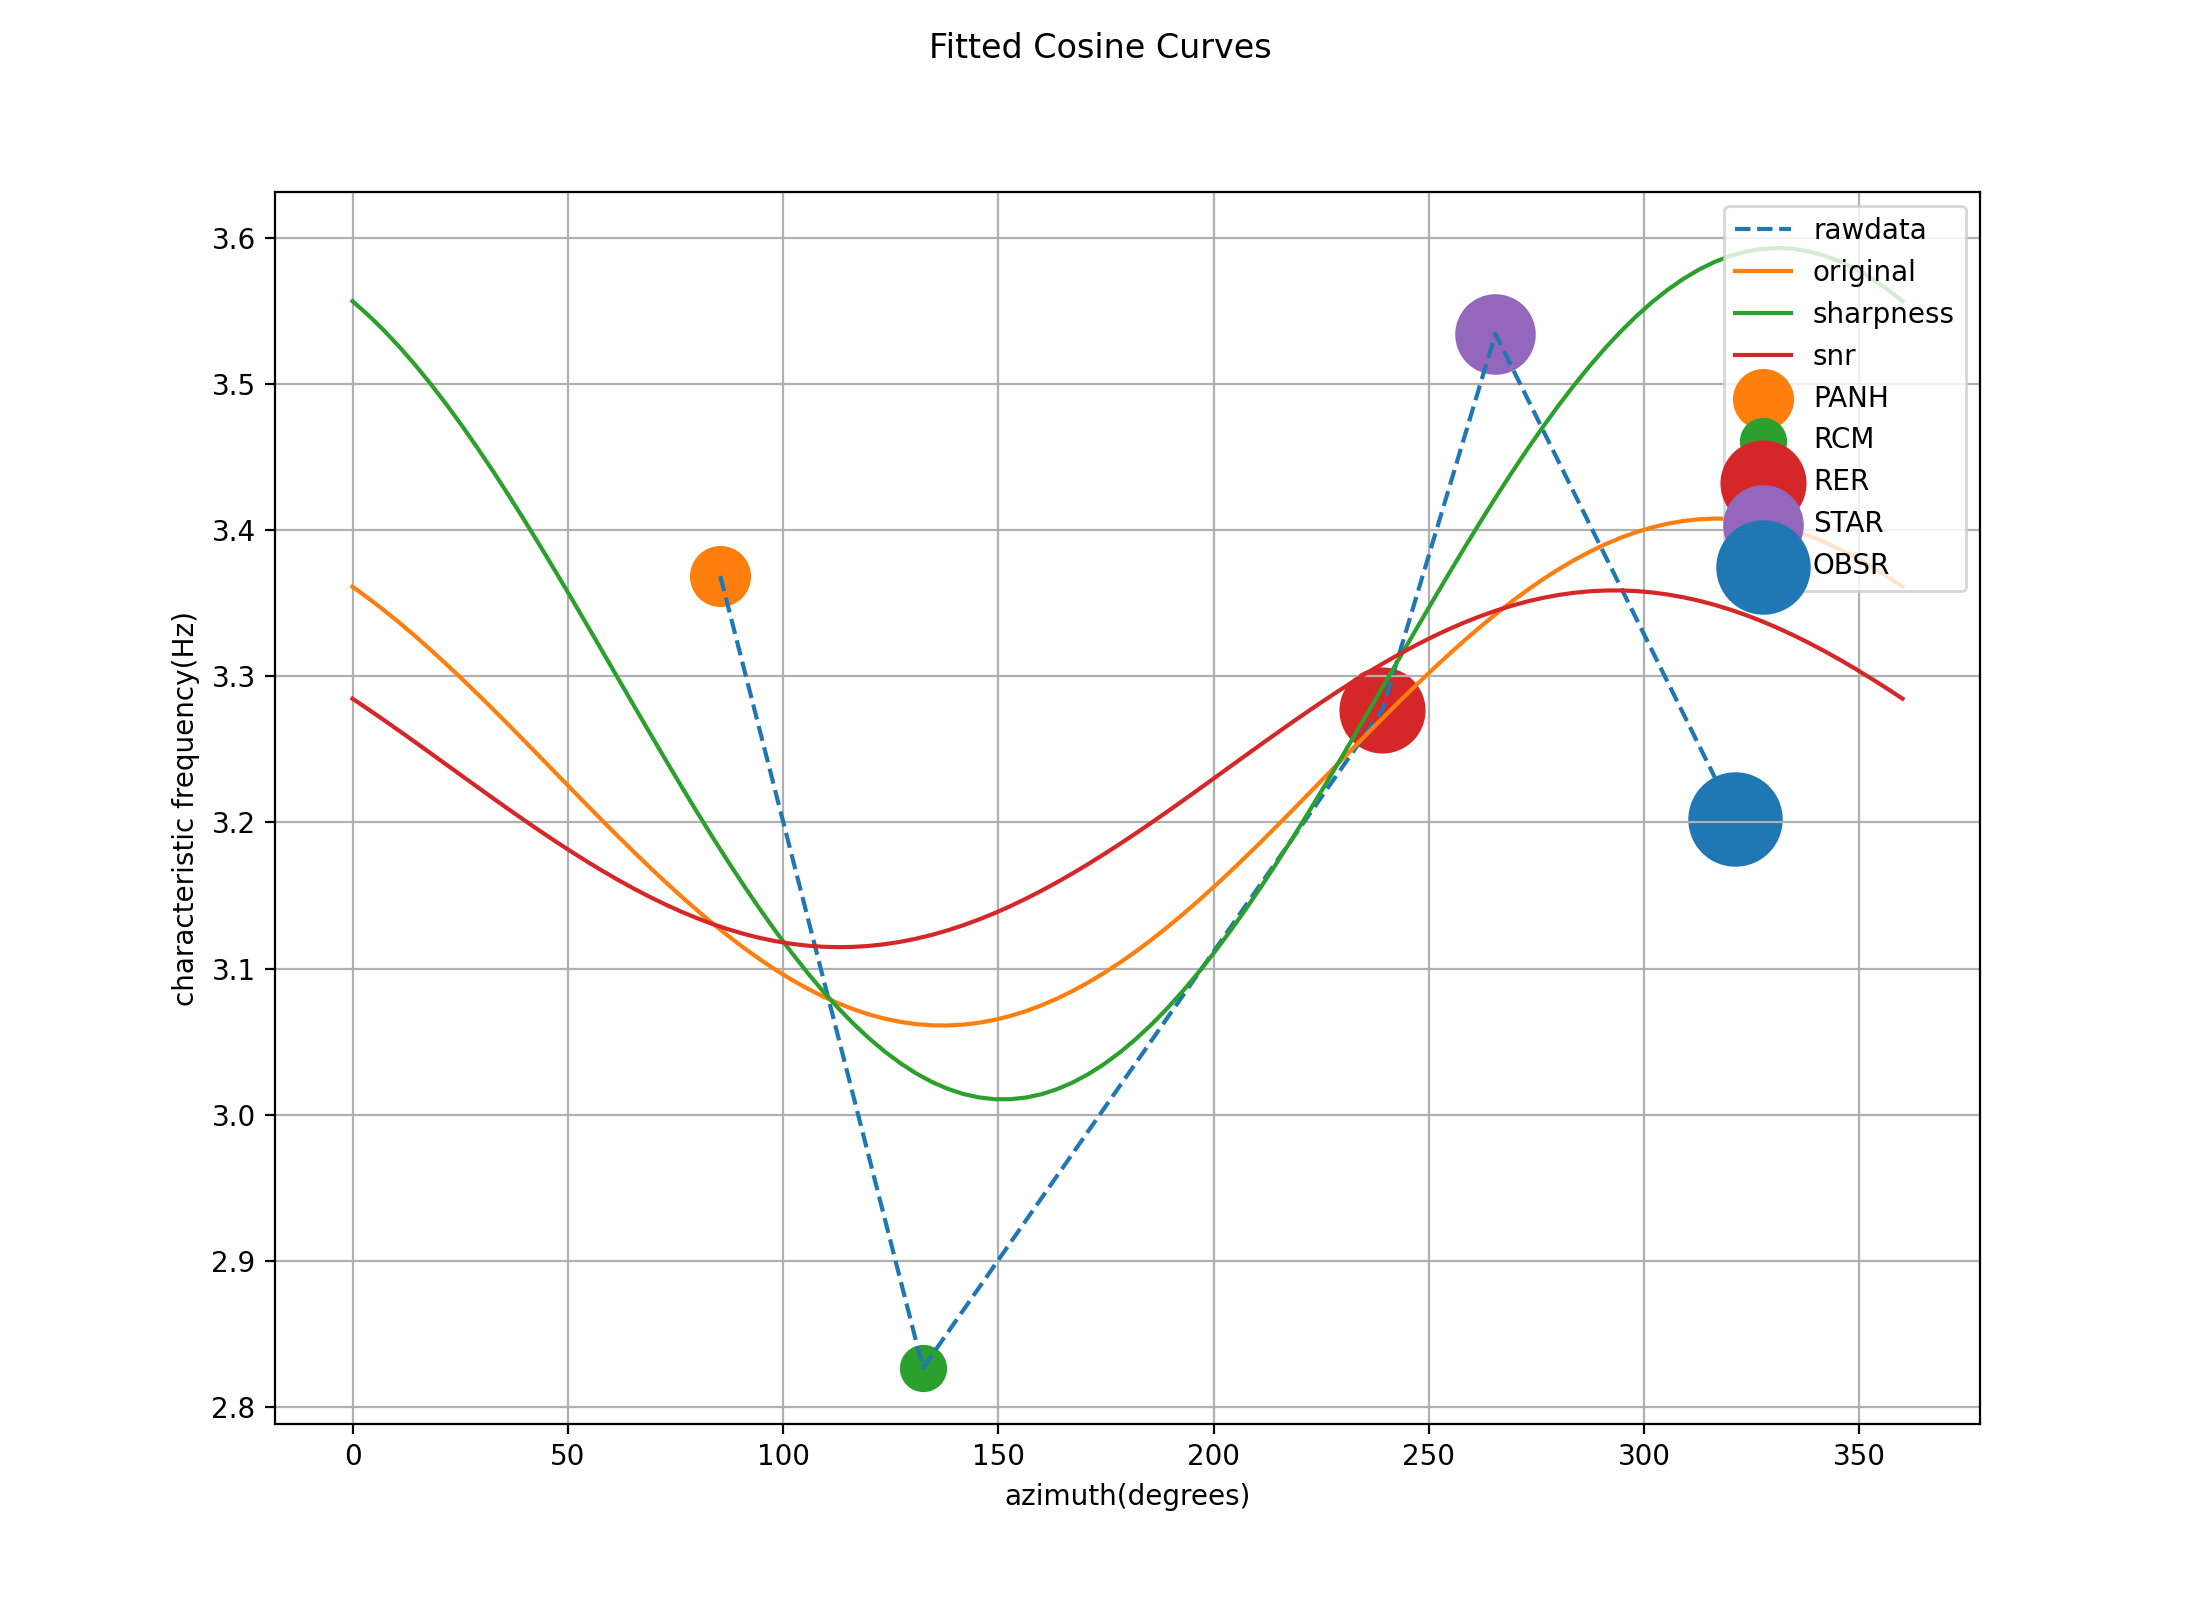 Fitted Cosine Curves
3.6
3.5
3.4
3.3
3.2
3.1
3.0
2.9
2.8
characteristic frequency(Hz)
rawdata
original
sharpness
snr
PANH
RCM
RER
STAR
OBSR
0 50 100 150 200 250 300 350
azimuth(degrees)